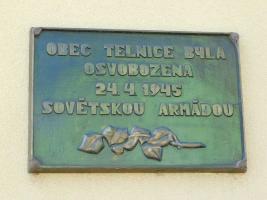 OBEC TELNICE BYLA
OSVOBOZENA
24.4.1945
SOVĚTSKOU ARMÁDOU